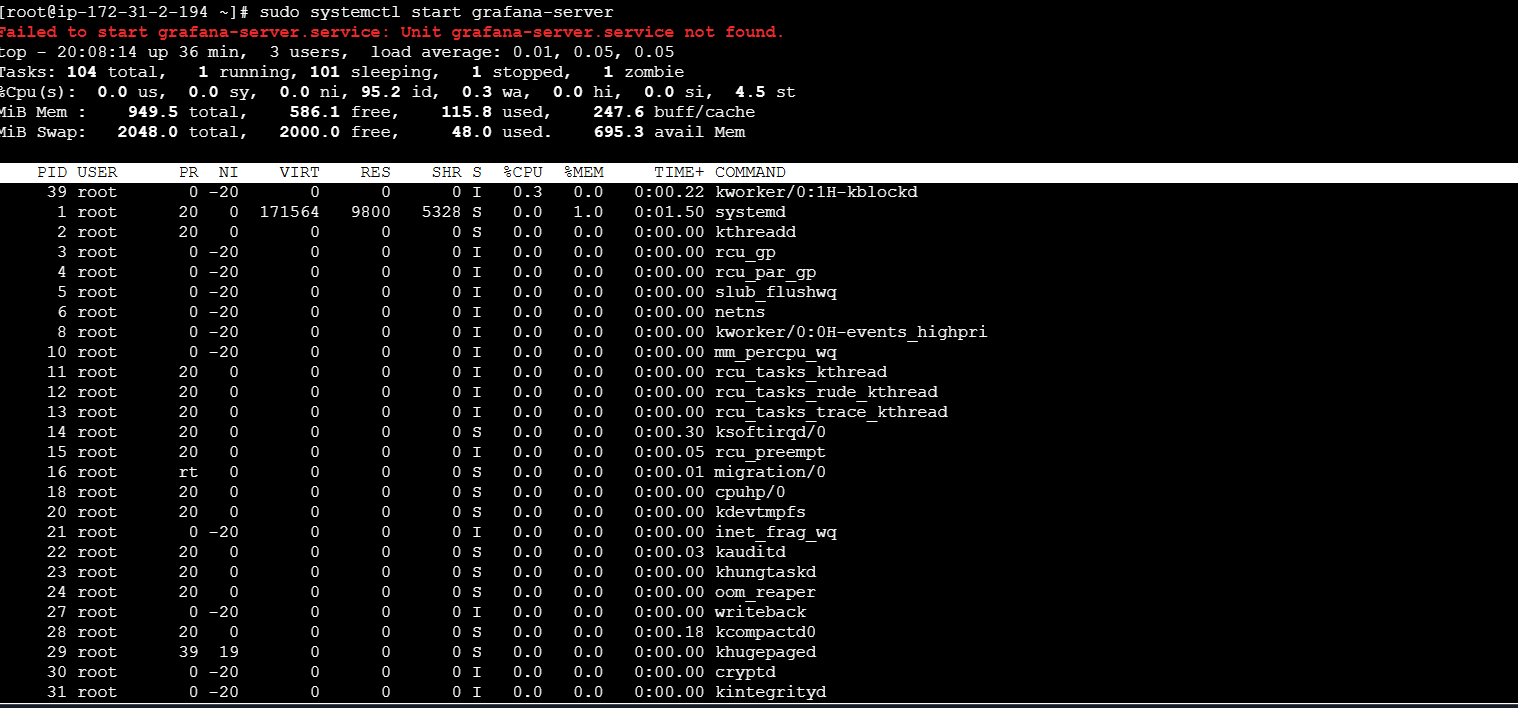 [root@ip-172-31-2-194 ~]# sudo systemctl start grafana-server
Failed to start grafana-server.service: Unit grafana-server.service not found.
top - 20:08:14 up 36 min,  3 users,  load average: 0.01, 0.05, 0.05
Tasks: 104 total,   1 running, 101 sleeping,   1 stopped,   1 zombie
%Cpu(s):  0.0 us,  0.0 sy,  0.0 ni, 95.2 id,  0.3 wa,  0.0 hi,  0.0 si,  4.5 st
MiB Mem :    949.5 total,    586.1 free,    115.8 used,    247.6 buff/cache
MiB Swap:   2048.0 total,   2000.0 free,     48.0 used.    695.3 avail Mem
PID USER      PR  NI    VIRT    RES    SHR S  %CPU  %MEM     TIME+ COMMAND
39 root       0 -20       0      0      0 I   0.3   0.0   0:00.22 kworker/0:1H-kblockd
1 root      20   0  171564   9800   5328 S   0.0   1.0   0:01.50 systemd
2 root      20   0       0      0      0 S   0.0   0.0   0:00.00 kthreadd
3 root       0 -20       0      0      0 I   0.0   0.0   0:00.00 rcu_gp
4 root       0 -20       0      0      0 I   0.0   0.0   0:00.00 rcu_par_gp
5 root       0 -20       0      0      0 I   0.0   0.0   0:00.00 slub_flushwq
6 root       0 -20       0      0      0 I   0.0   0.0   0:00.00 netns
8 root       0 -20       0      0      0 I   0.0   0.0   0:00.00 kworker/0:0H-events_highpri
10 root       0 -20       0      0      0 I   0.0   0.0   0:00.00 mm_percpu_wq
11 root      20   0       0      0      0 I   0.0   0.0   0:00.00 rcu_tasks_kthread
12 root      20   0       0      0      0 I   0.0   0.0   0:00.00 rcu_tasks_rude_kthread
13 root      20   0       0      0      0 I   0.0   0.0   0:00.00 rcu_tasks_trace_kthread
14 root      20   0       0      0      0 S   0.0   0.0   0:00.30 ksoftirqd/0
15 root      20   0       0      0      0 I   0.0   0.0   0:00.05 rcu_preempt
16 root      rt   0       0      0      0 S   0.0   0.0   0:00.01 migration/0
18 root      20   0       0      0      0 S   0.0   0.0   0:00.00 cpuhp/0
20 root      20   0       0      0      0 S   0.0   0.0   0:00.00 kdevtmpfs
21 root       0 -20       0      0      0 I   0.0   0.0   0:00.00 inet_frag_wq
22 root      20   0       0      0      0 S   0.0   0.0   0:00.03 kauditd
23 root      20   0       0      0      0 S   0.0   0.0   0:00.00 khungtaskd
24 root      20   0       0      0      0 S   0.0   0.0   0:00.00 oom_reaper
27 root       0 -20       0      0      0 I   0.0   0.0   0:00.00 writeback
28 root      20   0       0      0      0 S   0.0   0.0   0:00.18 kcompactd0
29 root      39  19       0      0      0 S   0.0   0.0   0:00.00 khugepaged
30 root       0 -20       0      0      0 I   0.0   0.0   0:00.00 cryptd
31 root       0 -20       0      0      0 I   0.0   0.0   0:00.00 kintegrityd